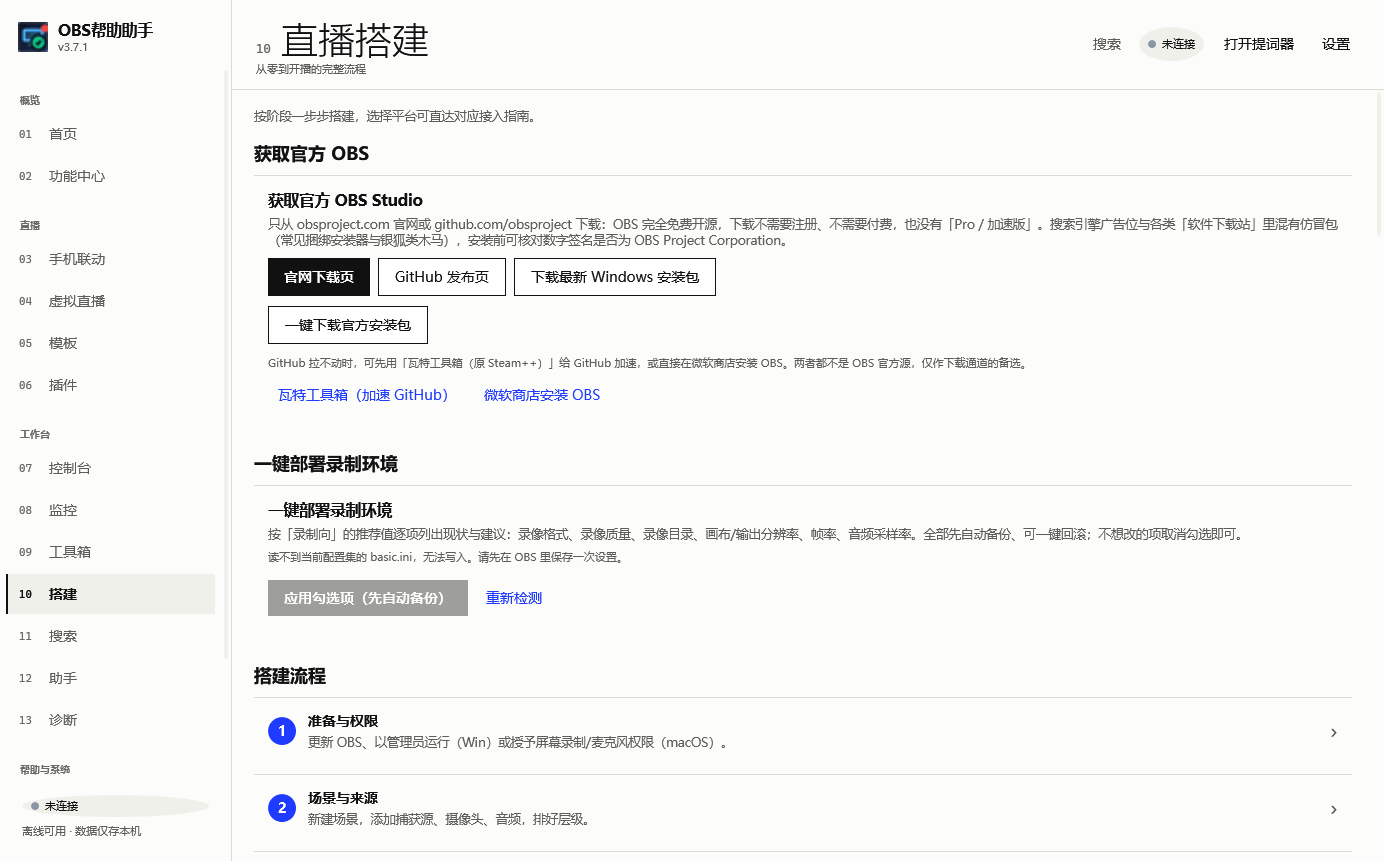 OBS帮助助手
v3.7.1
概览
01 首页
02 功能中心
直播
03 手机联动
04 虚拟直播
05 模板
06 插件
工作台
07 控制台
08 监控
09 工具箱
10 搭建
11 搜索
12 助手
13 诊断
帮助与系统
未连接
离线可用 · 数据仅存本机
10 直播搭建
从零到开播的完整流程
搜索
未连接
打开提词器
设置
按阶段一步步搭建，选择平台可直达对应接入指南。
获取官方 OBS
获取官方 OBS Studio
只从 obsproject.com 官网或 github.com/obsproject 下载：OBS 完全免费开源，下载不需要注册、不需要付费，也没有「Pro / 加速版」。搜索引擎广告位与各类「软件下载站」里混有仿冒包
（常见捆绑安装器与银狐类木马），安装前可核对数字签名是否为 OBS Project Corporation。
官网下载页
GitHub 发布页
下载最新 Windows 安装包
一键下载官方安装包
GitHub 拉不动时，可先用「瓦特工具箱（原 Steam++）」给 GitHub 加速，或直接在微软商店安装 OBS。两者都不是 OBS 官方源，仅作下载通道的备选。
瓦特工具箱（加速 GitHub）
微软商店安装 OBS
一键部署录制环境
一键部署录制环境
按「录制向」的推荐值逐项列出现状与建议：录像格式、录像质量、录像目录、画布/输出分辨率、帧率、音频采样率。全部先自动备份、可一键回滚；不想改的项取消勾选即可。
读不到当前配置集的 basic.ini，无法写入。请先在 OBS 里保存一次设置。
应用勾选项（先自动备份）
重新检测
搭建流程
1 准备与权限
更新 OBS、以管理员运行（Win）或授予屏幕录制/麦克风权限（macOS）。
2 场景与来源
新建场景，添加捕获源、摄像头、音频，排好层级。